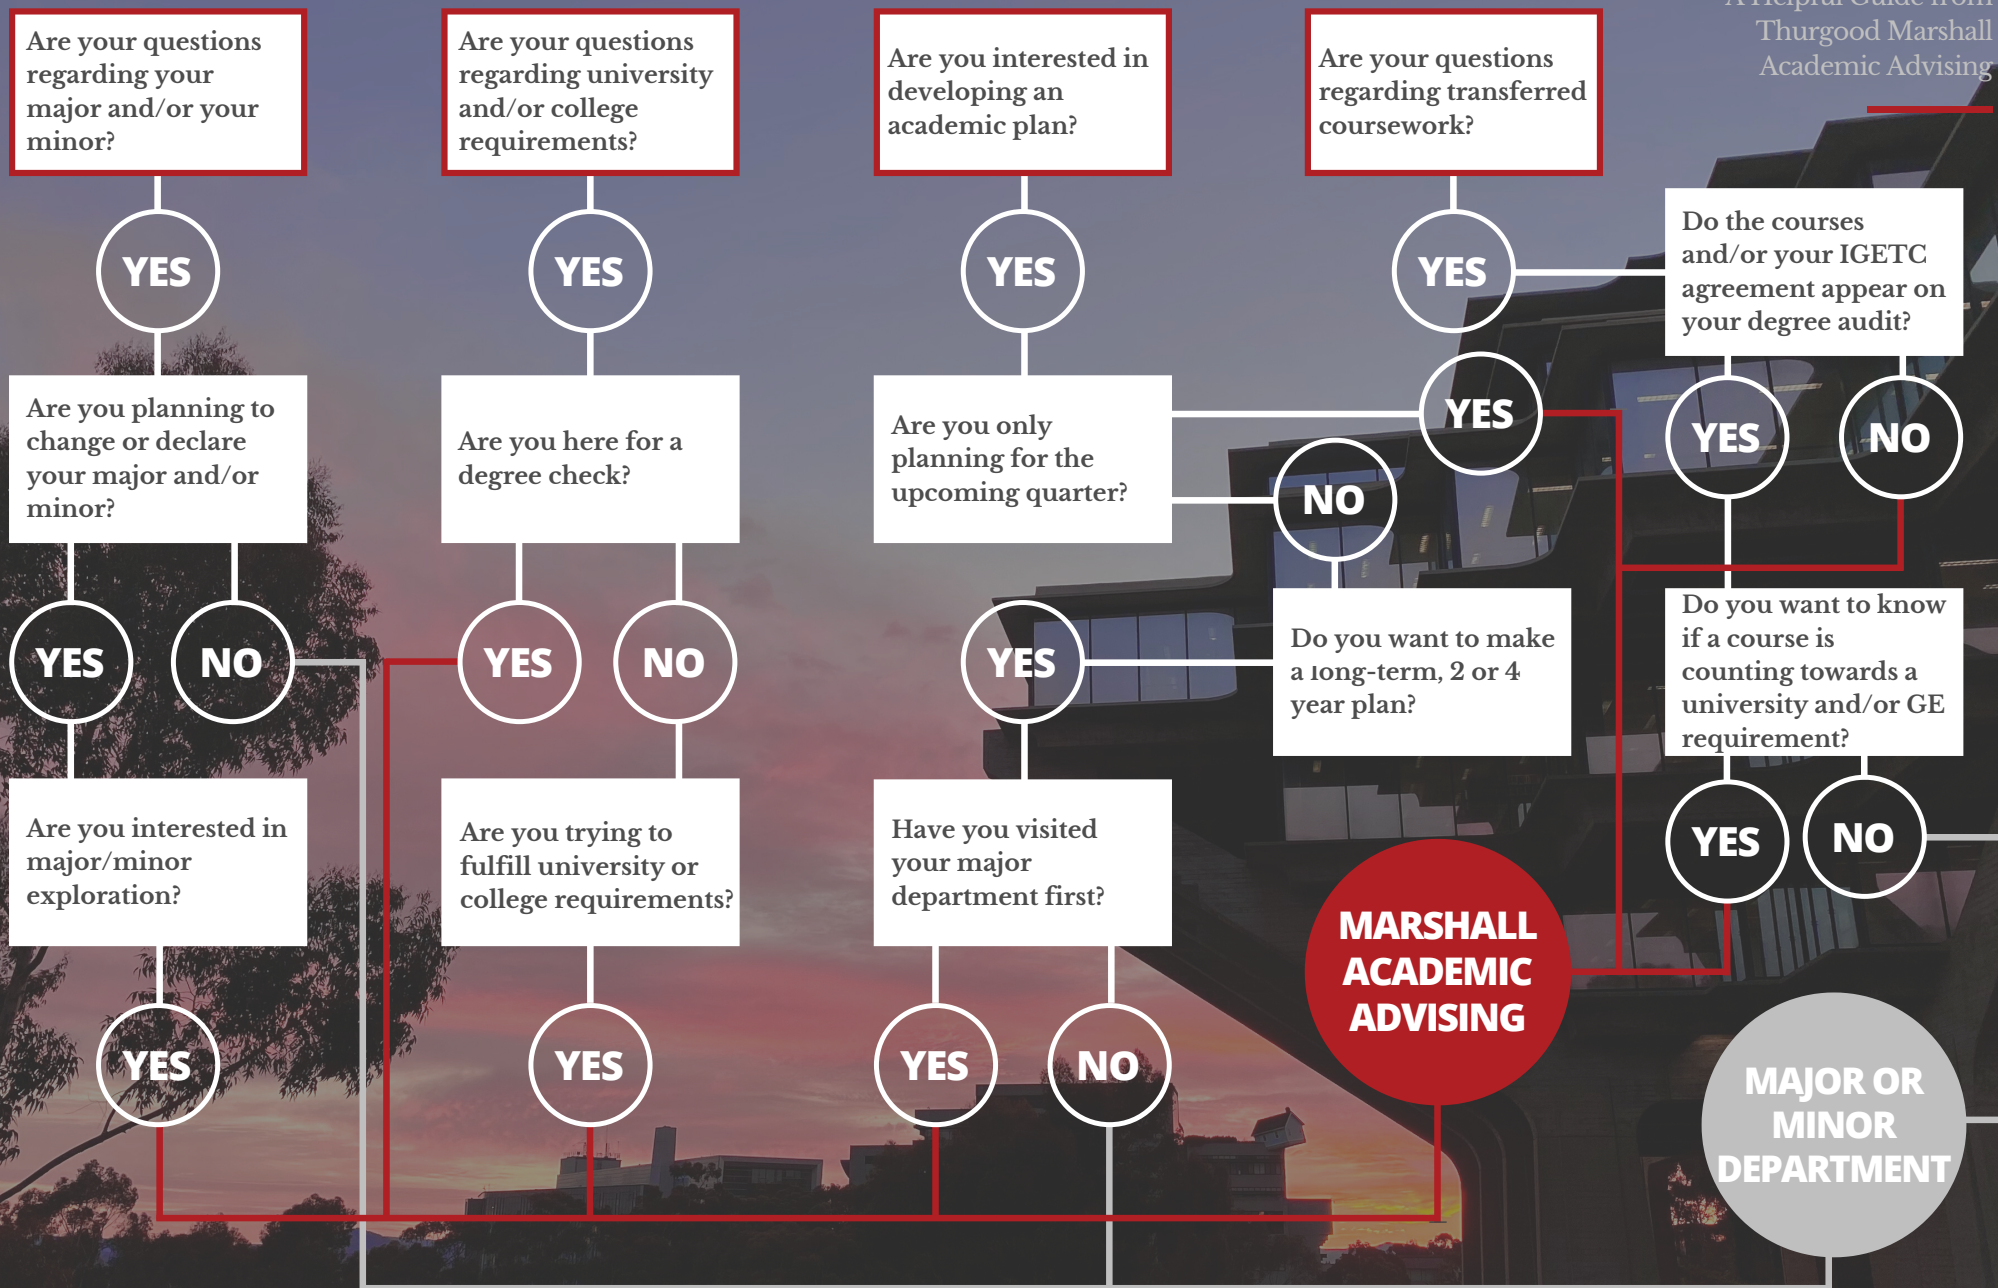 A Helpful Guide from
Thurgood Marshall
Academic Advising
Are your questions
regarding your
major and/or your
minor?
YES
Are you planning to
change or declare
your major and/or
minor?
YES
NO
Are you interested in
major/minor
exploration?
YES
Are your questions
regarding university
and/or college
requirements?
YES
Are you here for a
degree check?
YES
NO
Are you trying to
fulfill university or
college requirements?
YES
Are you interested in
developing an
academic plan?
YES
Are you only
planning for the
upcoming quarter?
YES
NO
Do you want to make
a long-term, 2 or 4
year plan?
YES
Have you visited
your major
department first?
YES
NO
Are your questions
regarding transferred
coursework?
YES
Do the courses
and/or your IGETC
agreement appear on
your degree audit?
YES
NO
Do you want to know
if a course is
counting towards a
university and/or GE
requirement?
YES
NO
MARSHALL
ACADEMIC
ADVISING
MAJOR OR
MINOR
DEPARTMENT